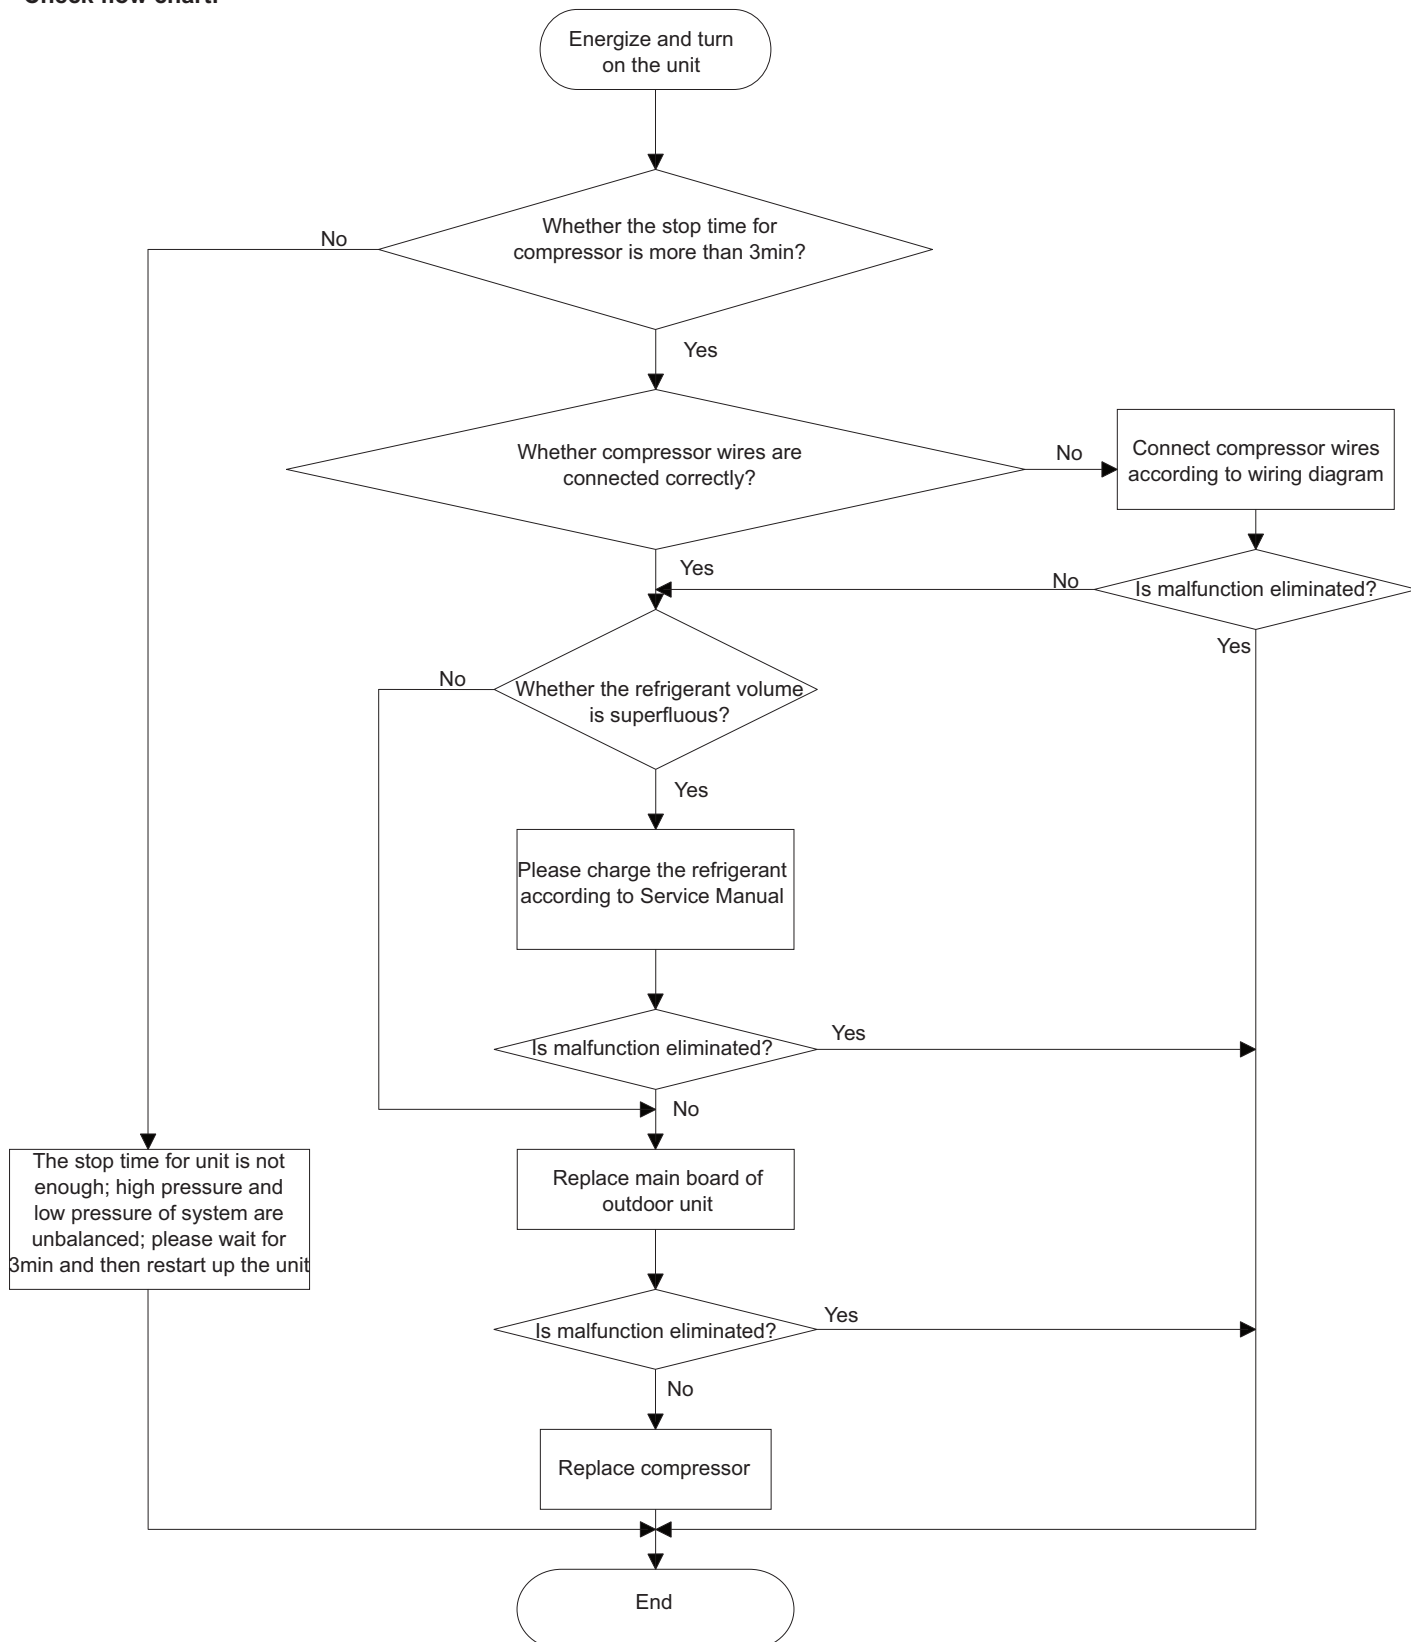 Check flow chart:
Energize and turn
on the unit
Whether the stop time for
compressor is more than 3min?
No
Yes
Whether compressor wires are
connected correctly?
No
Connect compressor wires
according to wiring diagram
Yes
No
Is malfunction eliminated?
Yes
No
Whether the refrigerant volume
is superfluous?
Yes
Please charge the refrigerant
according to Service Manual
Is malfunction eliminated?
Yes
No
The stop time for unit is not
enough; high pressure and
low pressure of system are
unbalanced; please wait for
3min and then restart up the unit
Replace main board of
outdoor unit
Is malfunction eliminated?
Yes
No
Replace compressor
End